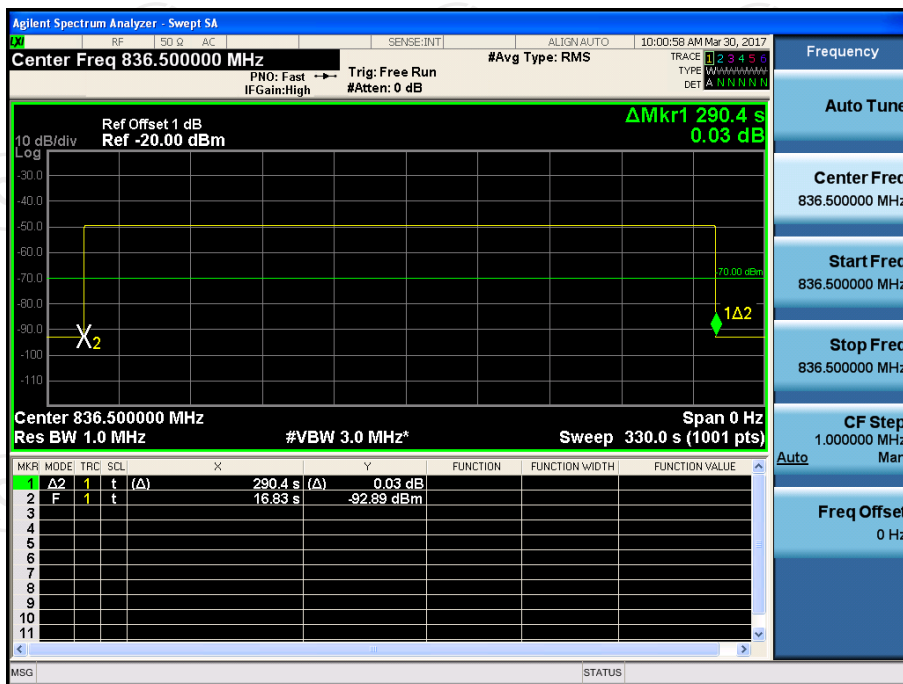 Agilent Spectrum Analyzer - Swept SA
LXI RF 50 Ω AC SENSE:INT ALIGN AUTO 10:00:58 AM Mar 30, 2017
Center Freq 836.500000 MHz
#Avg Type: RMS
TRACE 1 2 3 4 5 6
PNO: Fast Trig: Free Run
TYPE WWWWWW
IFGain:High #Atten: 0 dB
DET A N N N N N
Frequency
Auto Tune
Center Freq
836.500000 MHz
Start Freq
836.500000 MHz
Stop Freq
836.500000 MHz
CF Step
1.000000 MHz
Auto Man
Freq Offset
0 Hz
ΔMkr1 290.4 s
0.03 dB
Ref Offset 1 dB
10 dB/div Ref -20.00 dBm
Log
-30.0
-40.0
-50.0
-60.0
-70.0
-70.00 dBm
-80.0
-90.0
-100
-110
2
1Δ2
Center 836.500000 MHz Span 0 Hz
Res BW 1.0 MHz #VBW 3.0 MHz* Sweep 330.0 s (1001 pts)
MKR MODE TRC SCL X Y FUNCTION FUNCTION WIDTH FUNCTION VALUE
1 Δ2 1 t (Δ) 290.4 s (Δ) 0.03 dB
2 F 1 t 16.83 s -92.89 dBm
3
4
5
6
7
8
9
10
11
MSG STATUS